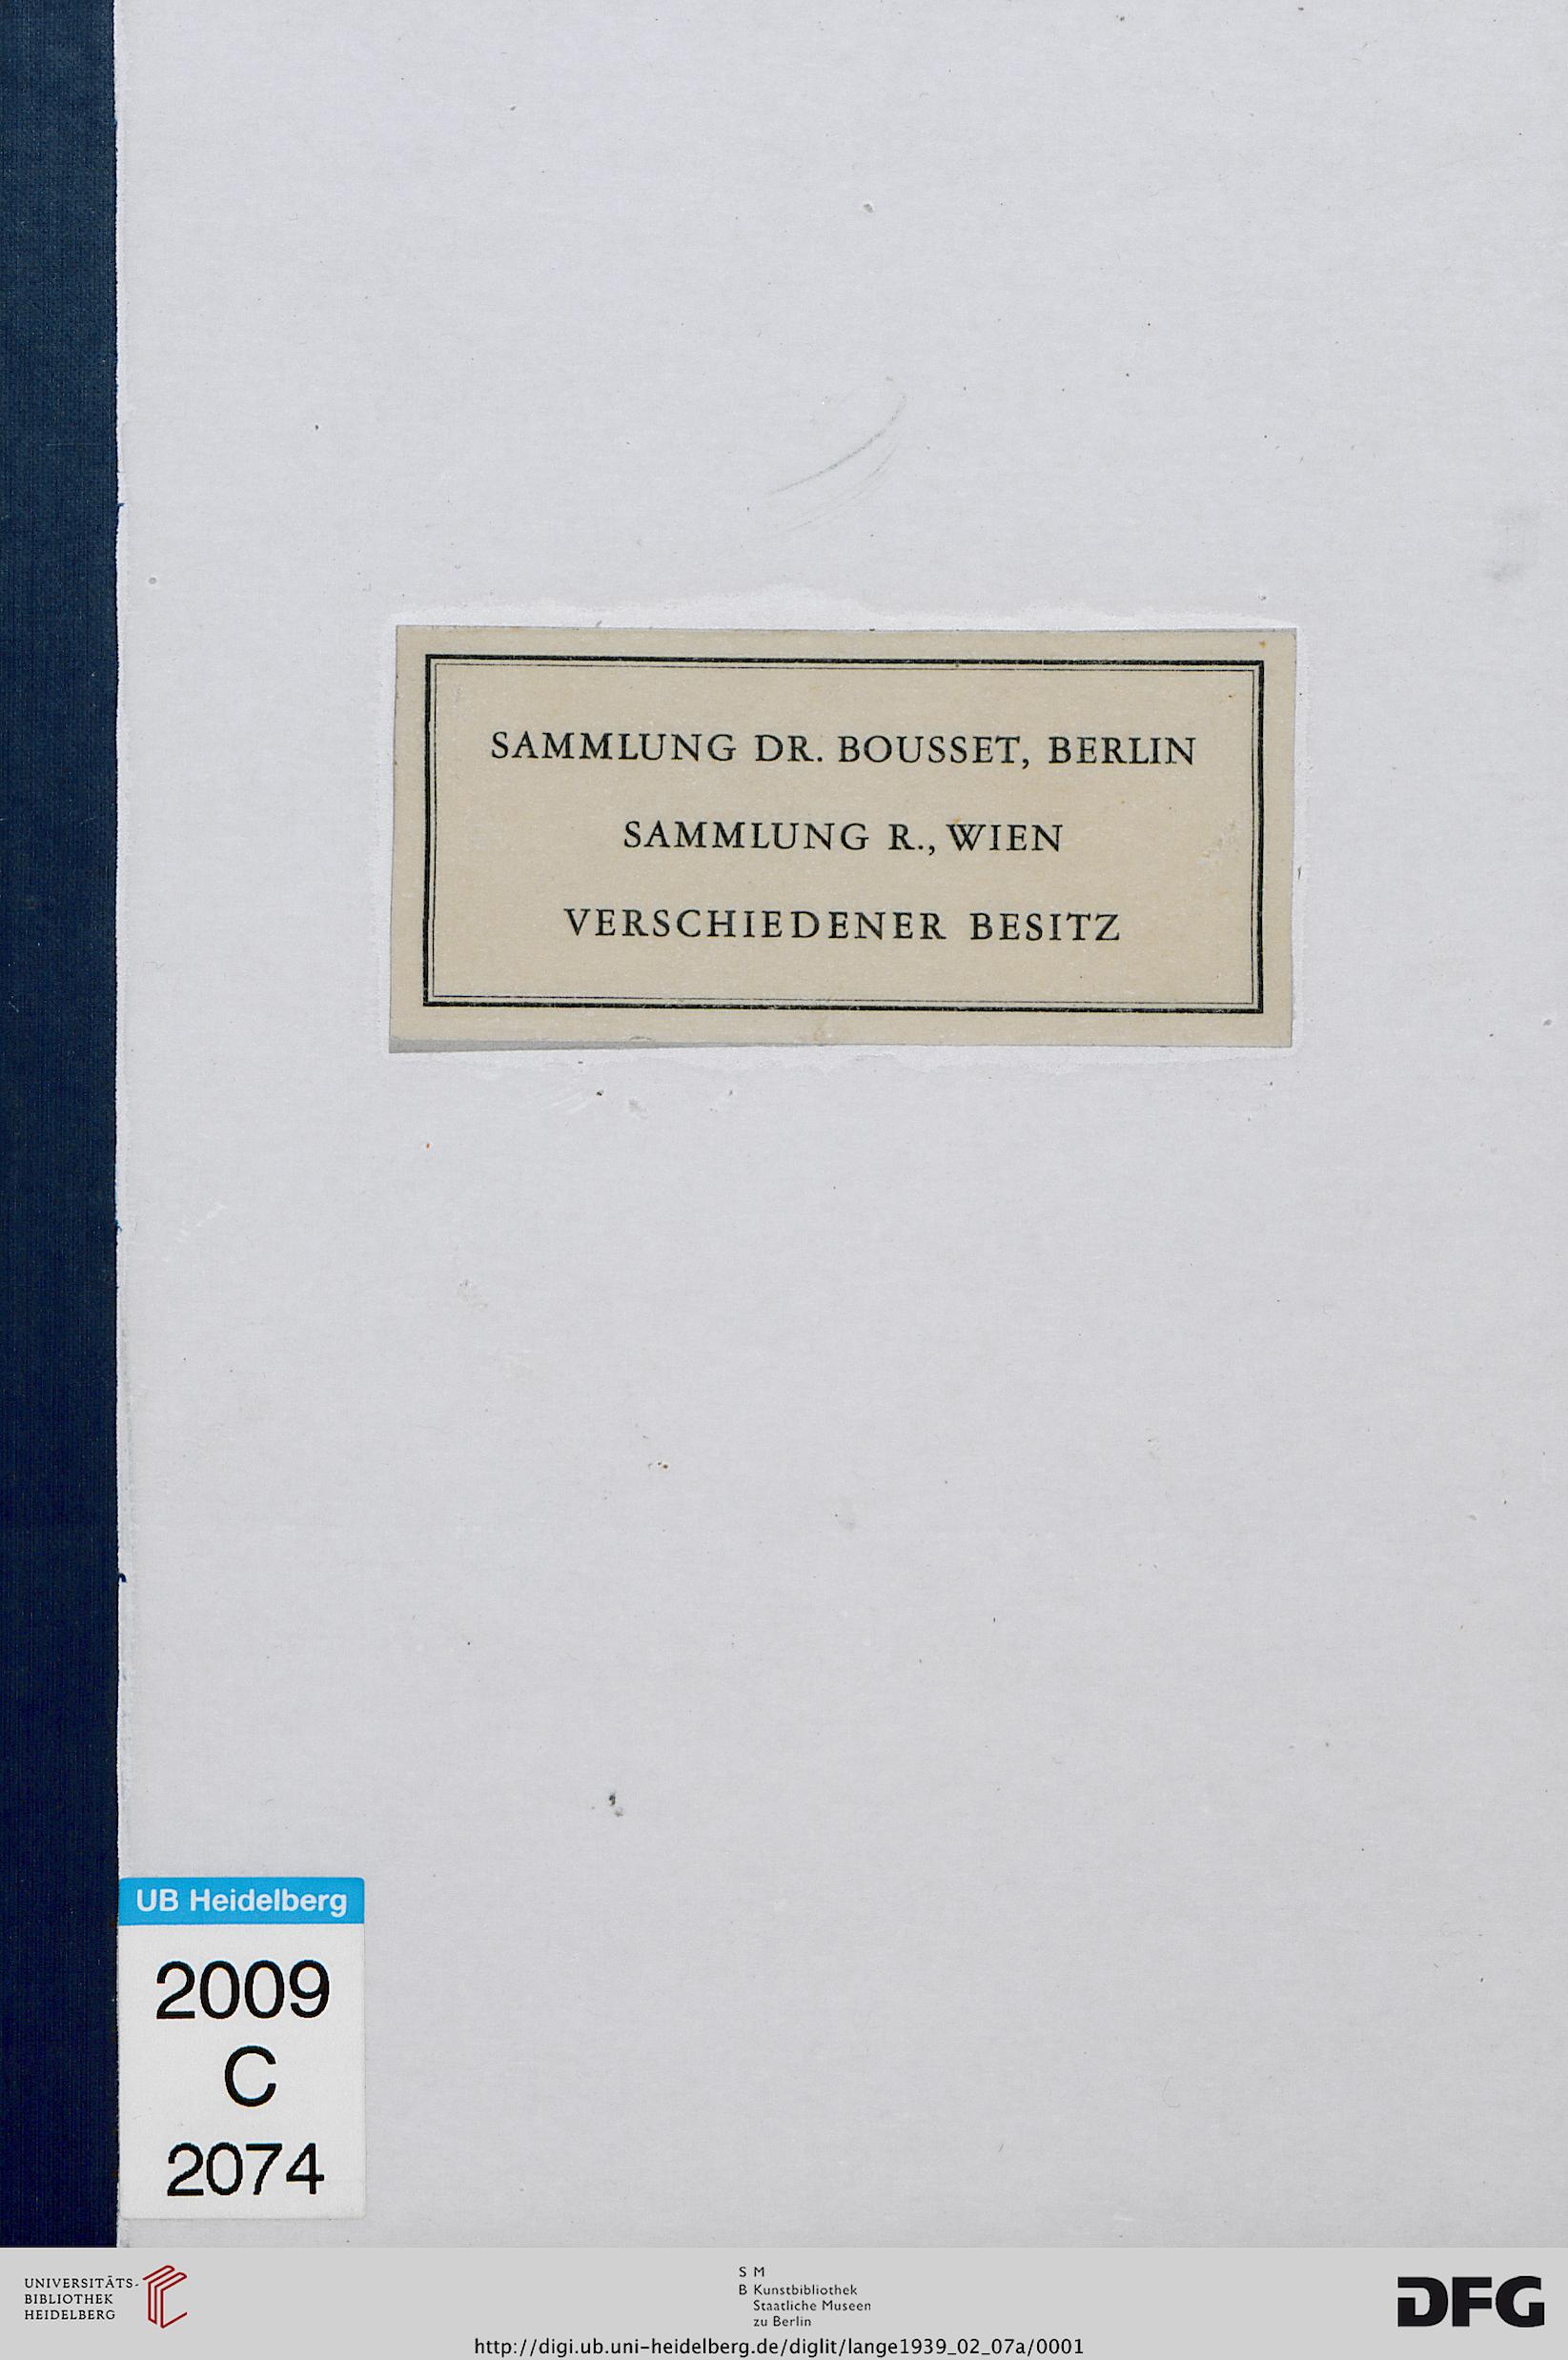 SAMMLUNG DR. BOUSSET, BERLIN
SAMMLUNG R., WIEN
VERSCHIEDENER BESITZ
UB Heidelberg
2009
C
2074
UNIVERSITÄTS-
BIBLIOTHEK
HEIDELBERG
S M
B Kunstbibliothek
Staatliche Museen
zu Berlin
DFG
http://digi.ub.uni-heidelberg.de/diglit/lange1939_02_07a/0001